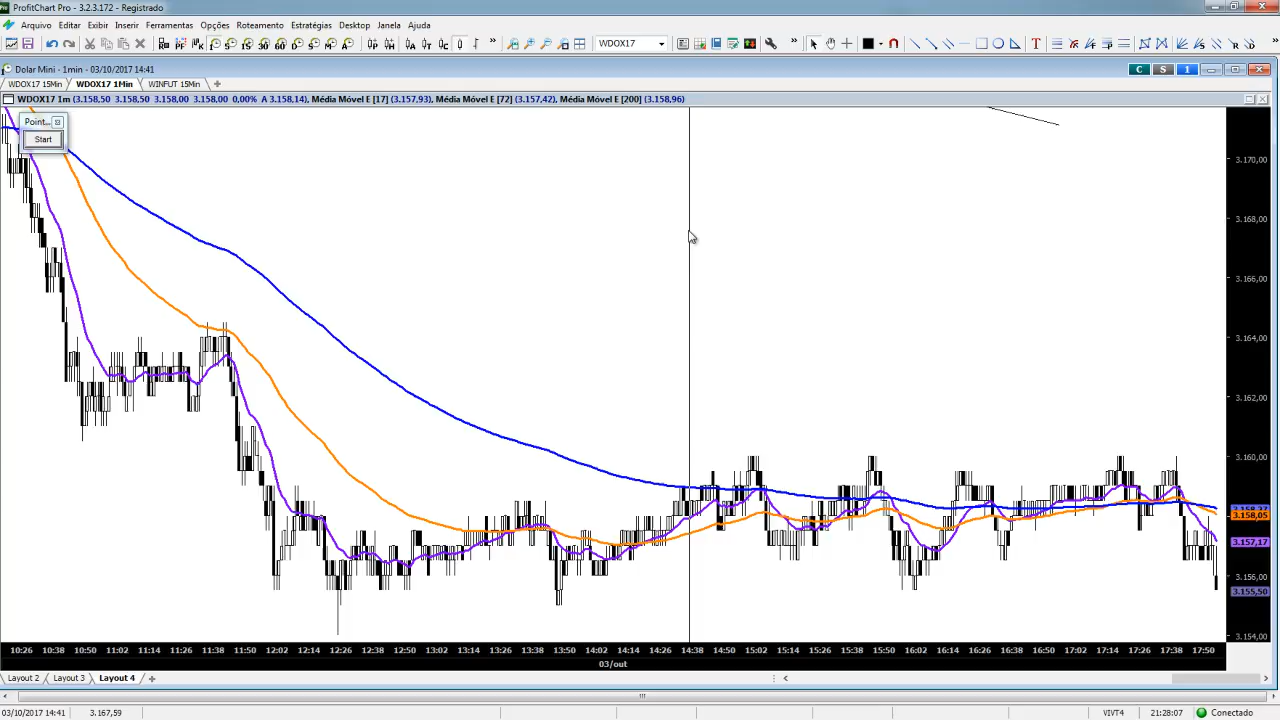 ProfitChart Pro - 3.2.3.172 - Registrado
Arquivo Editar Exibir Inserir Ferramentas Opções Roteamento Estratégias Desktop Janela Ajuda
WDOX17
Dolar Mini - 1min - 03/10/2017 14:41
C S 1
WDOX17 15Min WDOX17 1Min WINFUT 15Min
WDOX17 1m (3.158,50 3.158,50 3.158,00 3.158,00 0,00% A 3.158,14), Média Móvel E [17] (3.157,93), Média Móvel E [72] (3.157,42), Média Móvel E [200] (3.158,96)
Point...
Start
3.170,00
3.168,00
3.166,00
3.164,00
3.162,00
3.160,00
3.158,05
3.157,17
3.156,00
3.155,50
3.154,00
10:26 10:38 10:50 11:02 11:14 11:26 11:38 11:50 12:02 12:14 12:26 12:38 12:50 13:02 13:14 13:26 13:38 13:50 14:02 14:14 14:26 14:38 14:50 15:02 15:14 15:26 15:38 15:50 16:02 16:14 16:26 16:38 16:50 17:02 17:14 17:26 17:38 17:50
03/out
Layout 2 Layout 3 Layout 4
03/10/2017 14:41 3.167,59 VIVT4 21:28:07 Conectado